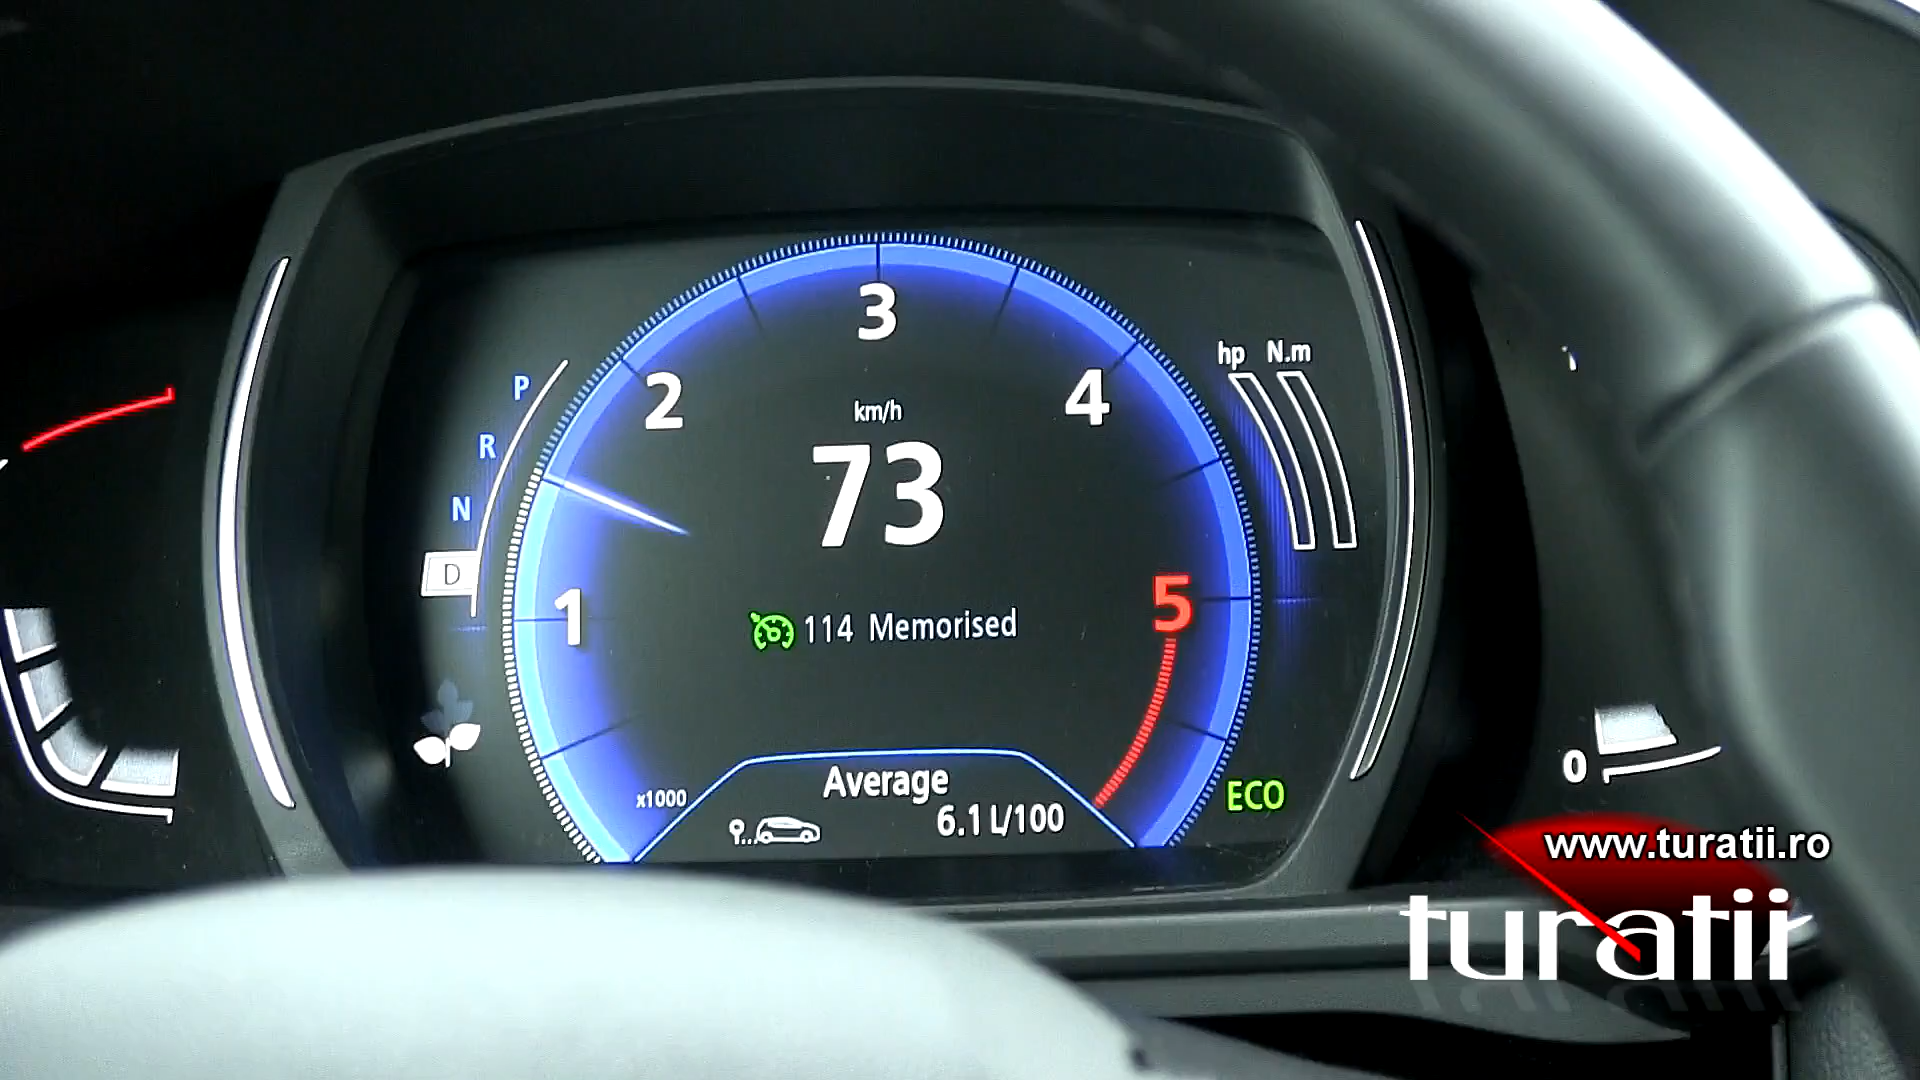 3
2
4
hp N.m
P
R
N
D
km/h
73
1
5
114 Memorised
x1000
Average
6.1 L/100
ECO
0
www.turatii.ro
turatii